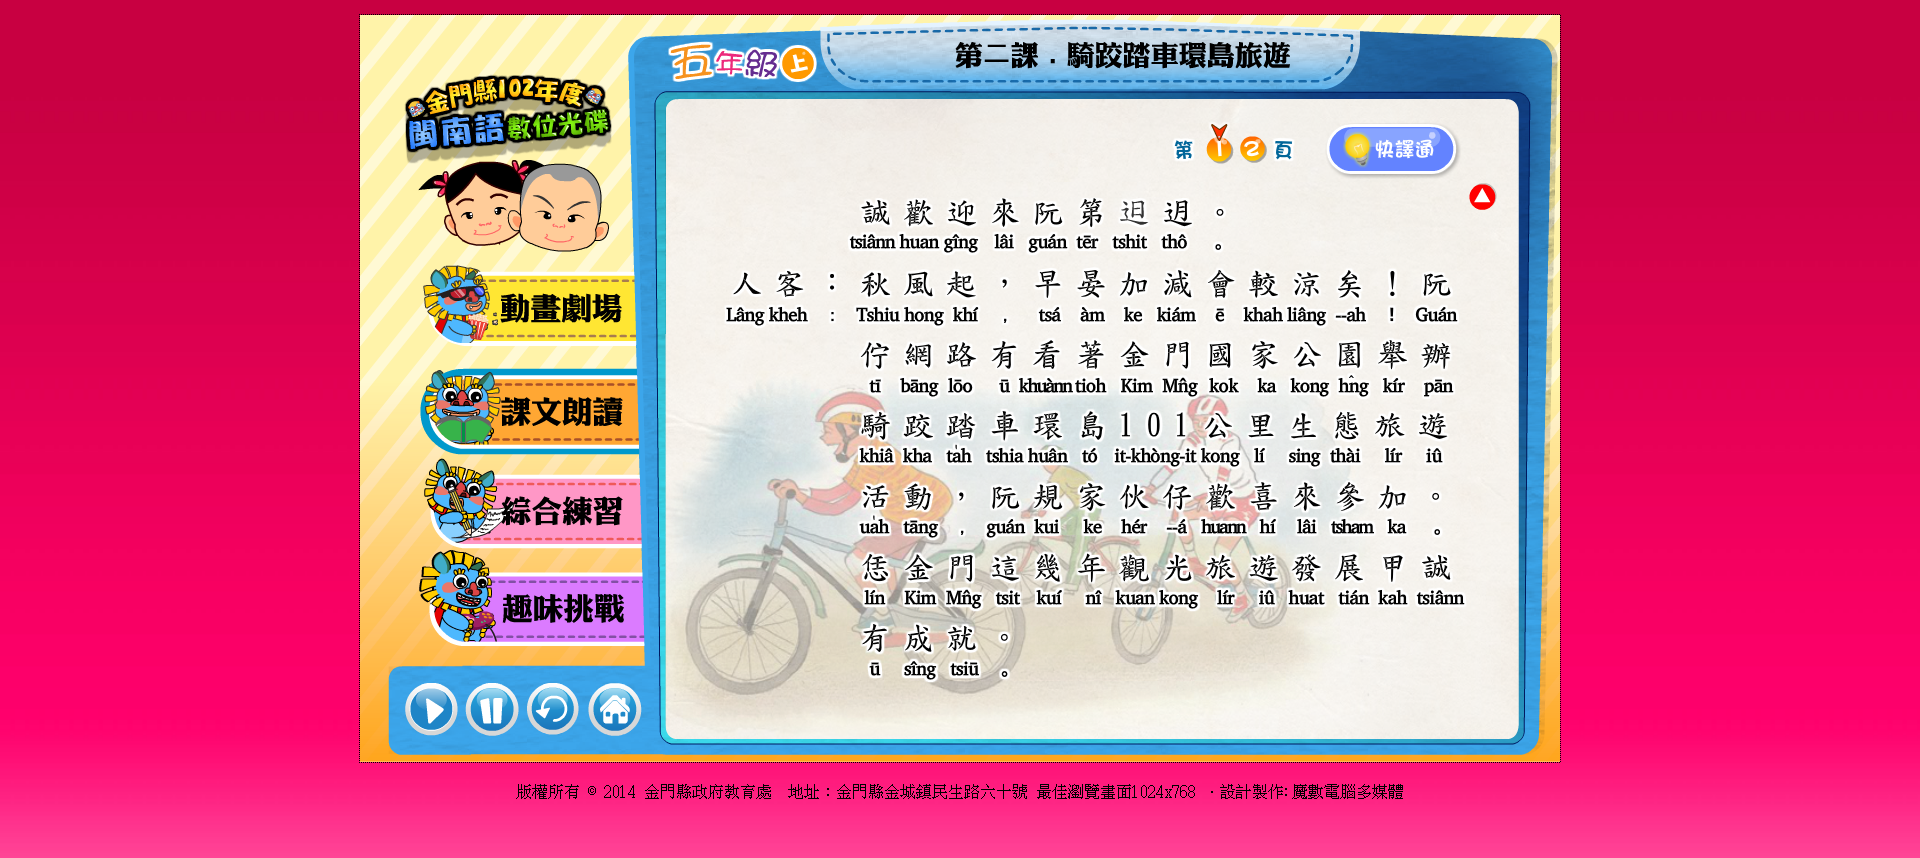 五年級上
第二課．騎跤踏車環島旅遊
金門縣102年度
閩南語數位光碟
第 1 2 頁
快譯通
動畫劇場
課文朗讀
綜合練習
趣味挑戰
誠歡迎來阮第迌。
tsiânn huan gîng lâi guán tēr tshit thô 。
人客：秋風起，早晏加減會較涼矣！阮
Lâng kheh : Tshiu hong khí , tsá àm ke kiám ē khah liâng --ah ! Guán
佇網路有看著金門國家公園舉辦
tī bāng lōo ū khuànn tioh Kim Mn̂g kok ka kong hn̂g kír pān
騎跤踏車環島101公里生態旅遊
khiâ kha ta̍h tshia huân tó it-khòng-it kong lí sing thài lír iû
活動，阮規家伙仔歡喜來參加。
ua̍h tāng , guán kui ke hér --á huann hí lâi tsham ka 。
恁金門這幾年觀光旅遊發展甲誠
lín Kim Mn̂g tsit kuí nî kuan kong lír iû huat tián kah tsiânn
有成就。
ū sîng tsiū 。
版權所有 © 2014 金門縣政府教育處 地址：金門縣金城鎮民生路六十號 最佳瀏覽畫面1024x768 ．設計製作:魔數電腦多媒體